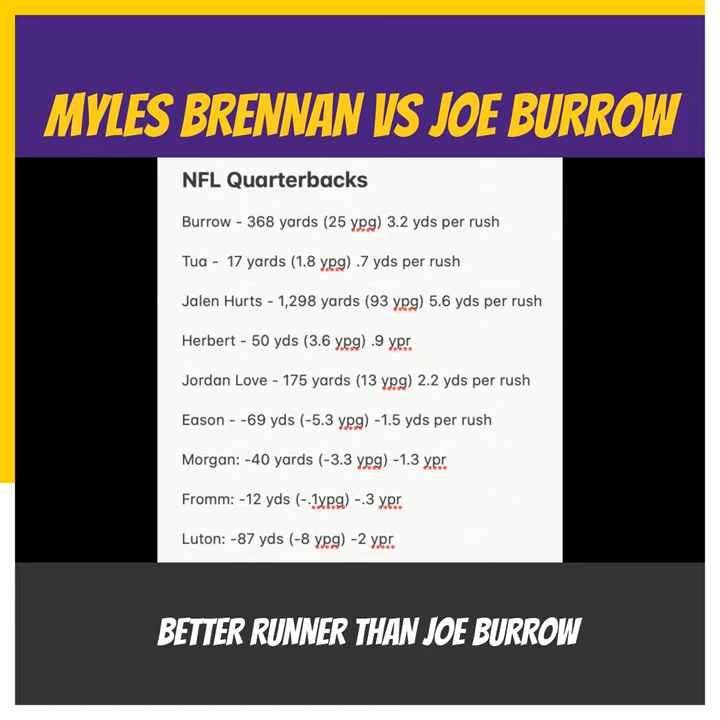 MYLES BRENNAN VS JOE BURROW
NFL Quarterbacks
Burrow - 368 yards (25 ypg) 3.2 yds per rush
Tua -  17 yards (1.8 ypg) .7 yds per rush
Jalen Hurts - 1,298 yards (93 ypg) 5.6 yds per rush
Herbert - 50 yds (3.6 ypg) .9 ypr
Jordan Love - 175 yards (13 ypg) 2.2 yds per rush
Eason - -69 yds (-5.3 ypg) -1.5 yds per rush
Morgan: -40 yards (-3.3 ypg) -1.3 ypr
Fromm: -12 yds (-.1ypg) -.3 ypr
Luton: -87 yds (-8 ypg) -2 ypr
BETTER RUNNER THAN JOE BURROW